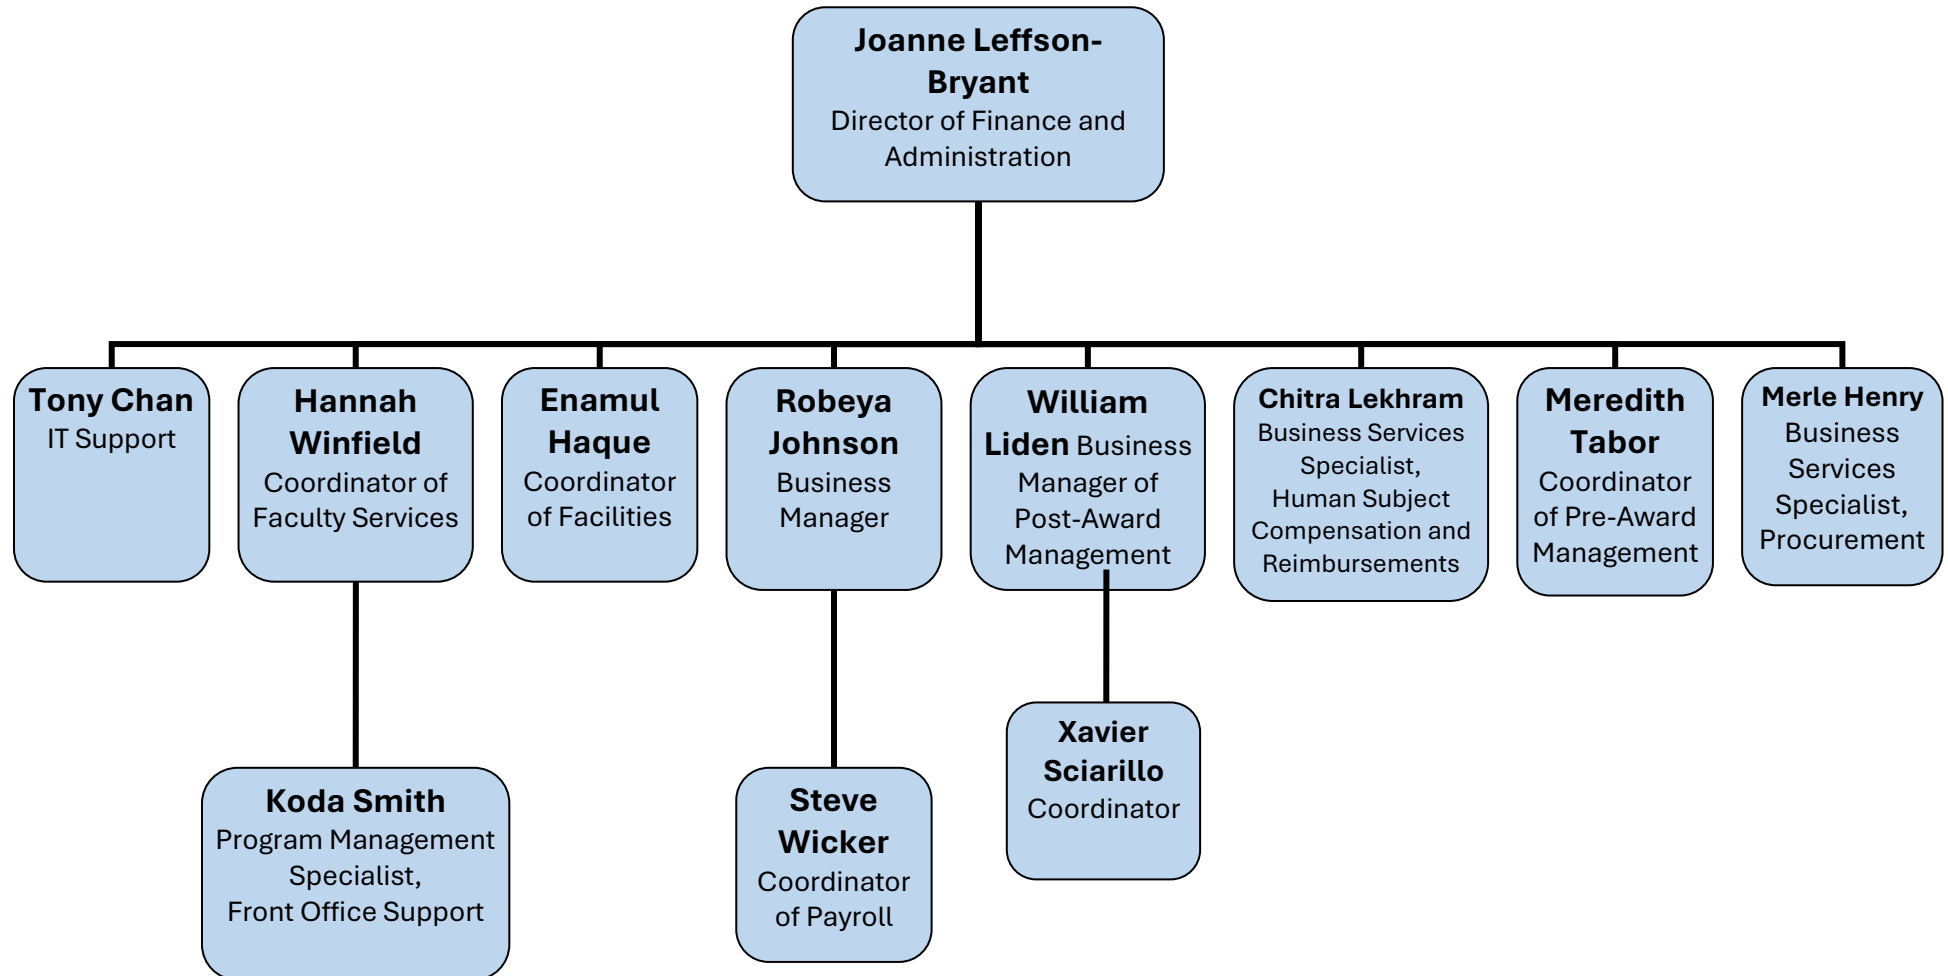 Joanne Leffson-
Bryant
Director of Finance and
Administration
Tony Chan
IT Support
Hannah
Winfield
Coordinator of
Faculty Services
Enamul
Haque
Coordinator
of Facilities
Robeya
Johnson
Business
Manager
William
Liden Business
Manager of
Post-Award
Management
Chitra Lekhram
Business Services
Specialist,
Human Subject
Compensation and
Reimbursements
Meredith
Tabor
Coordinator
of Pre-Award
Management
Merle Henry
Business
Services
Specialist,
Procurement
Koda Smith
Program Management
Specialist,
Front Office Support
Steve
Wicker
Coordinator
of Payroll
Xavier
Sciarillo
Coordinator